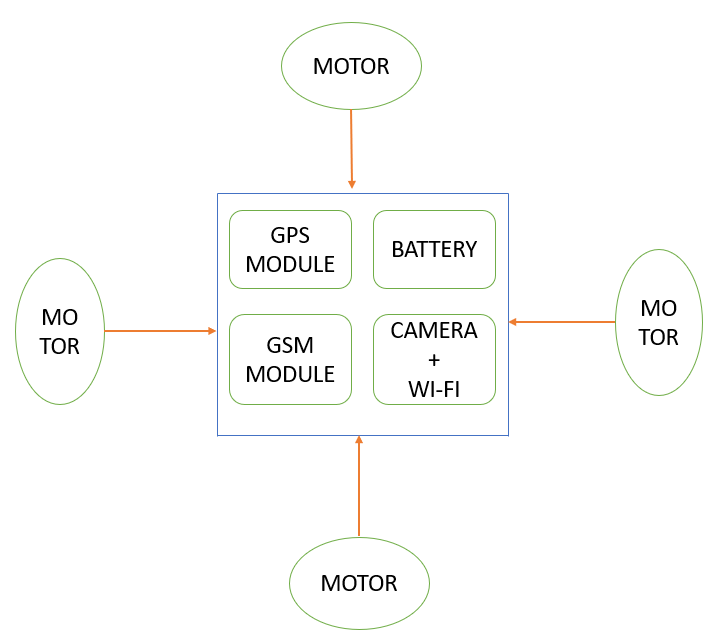 MOTOR
GPS
MODULE
BATTERY
MO
TOR
GSM
MODULE
CAMERA
+
WI-FI
MO
TOR
MOTOR